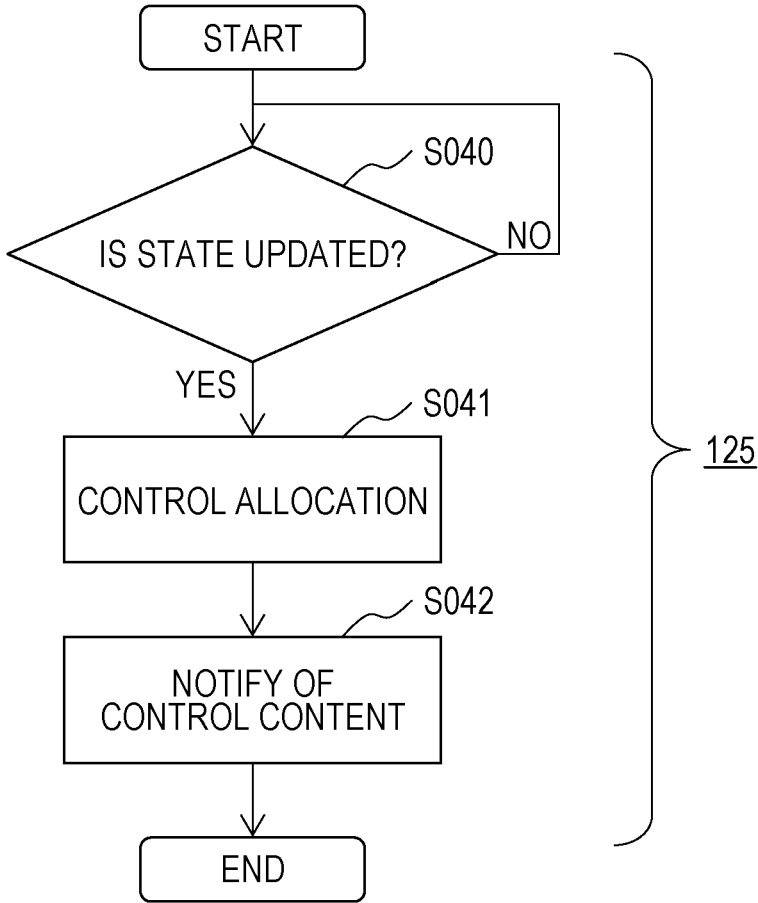 START
S040
IS STATE UPDATED?
NO
YES
S041
CONTROL ALLOCATION
125
S042
NOTIFY OF
CONTROL CONTENT
END